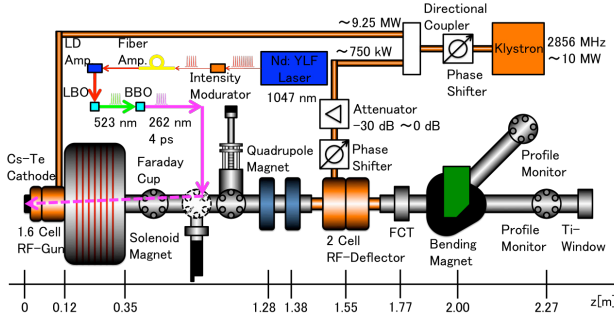 Directional
Coupler
~9.25 MW
LD
Amp.
Fiber
Amp.
~750 kW
Nd: YLF
Laser
Klystron
2856 MHz
~10 MW
Intensity
Modurator
1047 nm
Phase
Shifter
LBO
BBO
523 nm
262 nm
4 ps
Attenuator
-30 dB ~0 dB
Cs-Te
Cathode
Faraday
Cup
Quadrupole
Magnet
Phase
Shifter
Profile
Monitor
1.6 Cell
RF-Gun
Solenoid
Magnet
2 Cell
RF-Deflector
FCT
Bending
Magnet
Profile
Monitor
Ti-
Window
0
0.12
0.35
1.28
1.38
1.55
1.77
2.00
2.27
z[m]